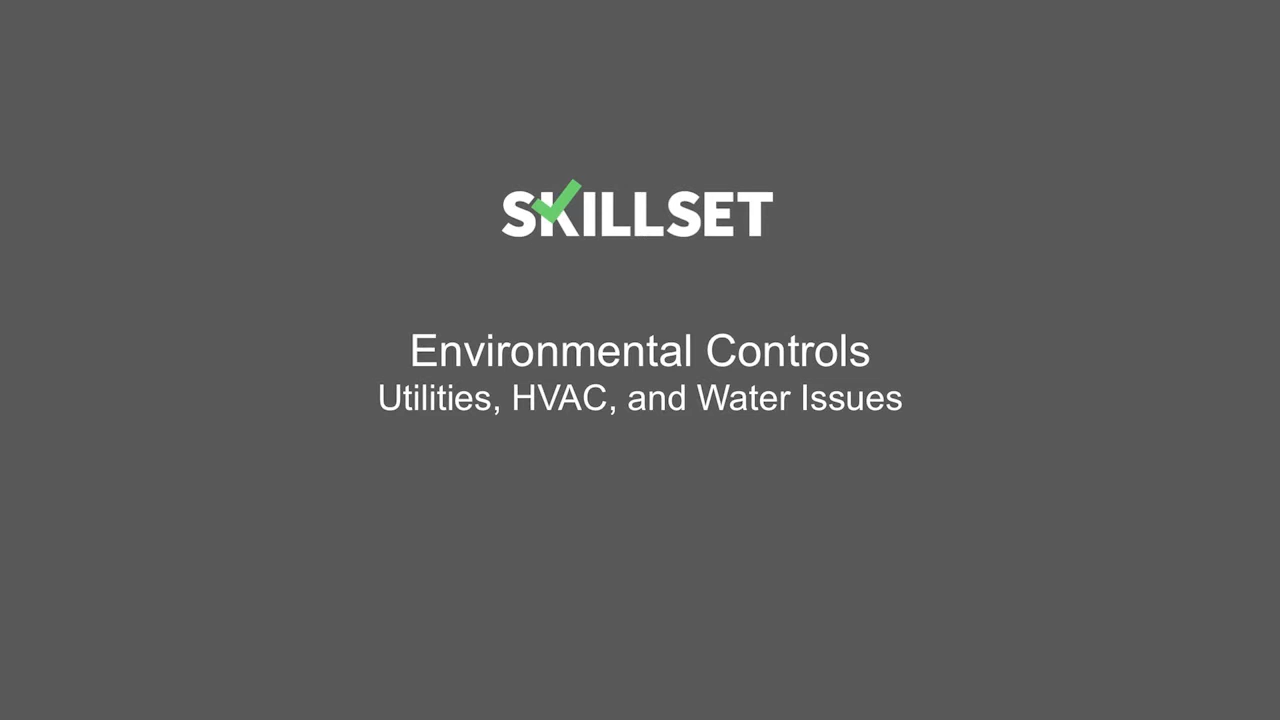 SKILLSET
Environmental Controls
Utilities, HVAC, and Water Issues